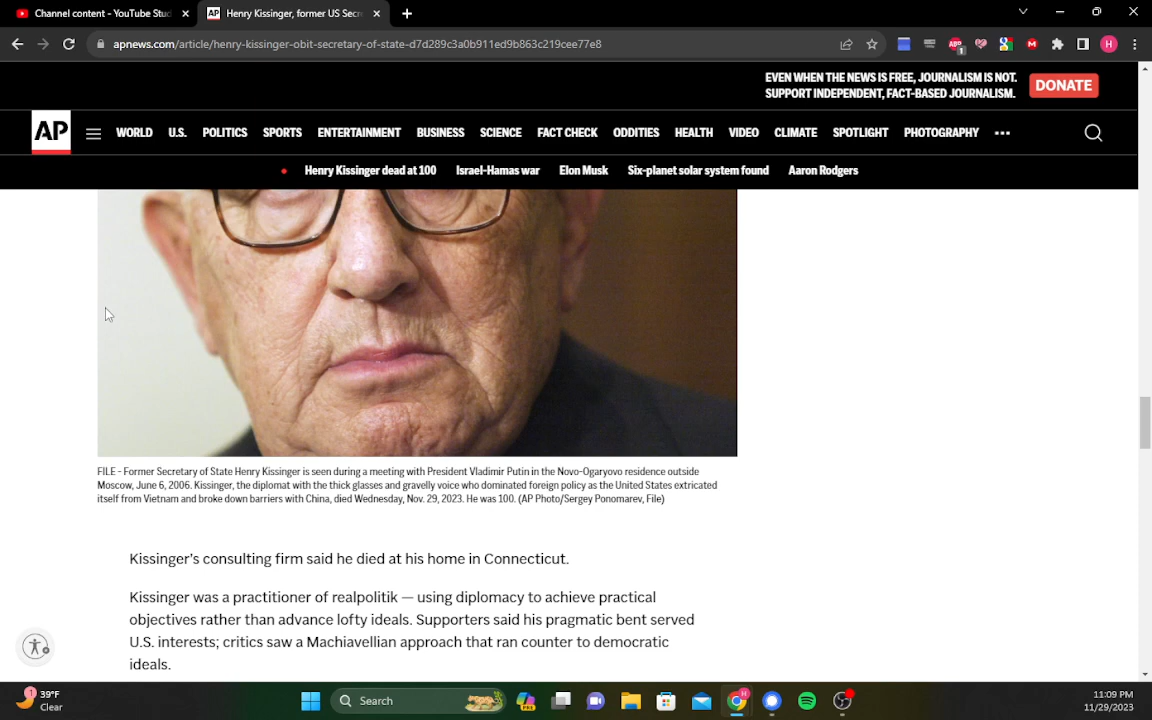 Channel content - YouTube Stud
Henry Kissinger, former US Secre
apnews.com/article/henry-kissinger-obit-secretary-of-state-d7d289c3a0b911ed9b863c219cee77e8
EVEN WHEN THE NEWS IS FREE, JOURNALISM IS NOT.
SUPPORT INDEPENDENT, FACT-BASED JOURNALISM.
DONATE
AP
WORLD U.S. POLITICS SPORTS ENTERTAINMENT BUSINESS SCIENCE FACT CHECK ODDITIES HEALTH VIDEO CLIMATE SPOTLIGHT PHOTOGRAPHY
Henry Kissinger dead at 100 Israel-Hamas war Elon Musk Six-planet solar system found Aaron Rodgers
FILE - Former Secretary of State Henry Kissinger is seen during a meeting with President Vladimir Putin in the Novo-Ogaryovo residence outside
Moscow, June 6, 2006. Kissinger, the diplomat with the thick glasses and gravelly voice who dominated foreign policy as the United States extricated
itself from Vietnam and broke down barriers with China, died Wednesday, Nov. 29, 2023. He was 100. (AP Photo/Sergey Ponomarev, File)
Kissinger's consulting firm said he died at his home in Connecticut.
Kissinger was a practitioner of realpolitik — using diplomacy to achieve practical
objectives rather than advance lofty ideals. Supporters said his pragmatic bent served
U.S. interests; critics saw a Machiavellian approach that ran counter to democratic
ideals.
39°F
Clear
Search
11:09 PM
11/29/2023